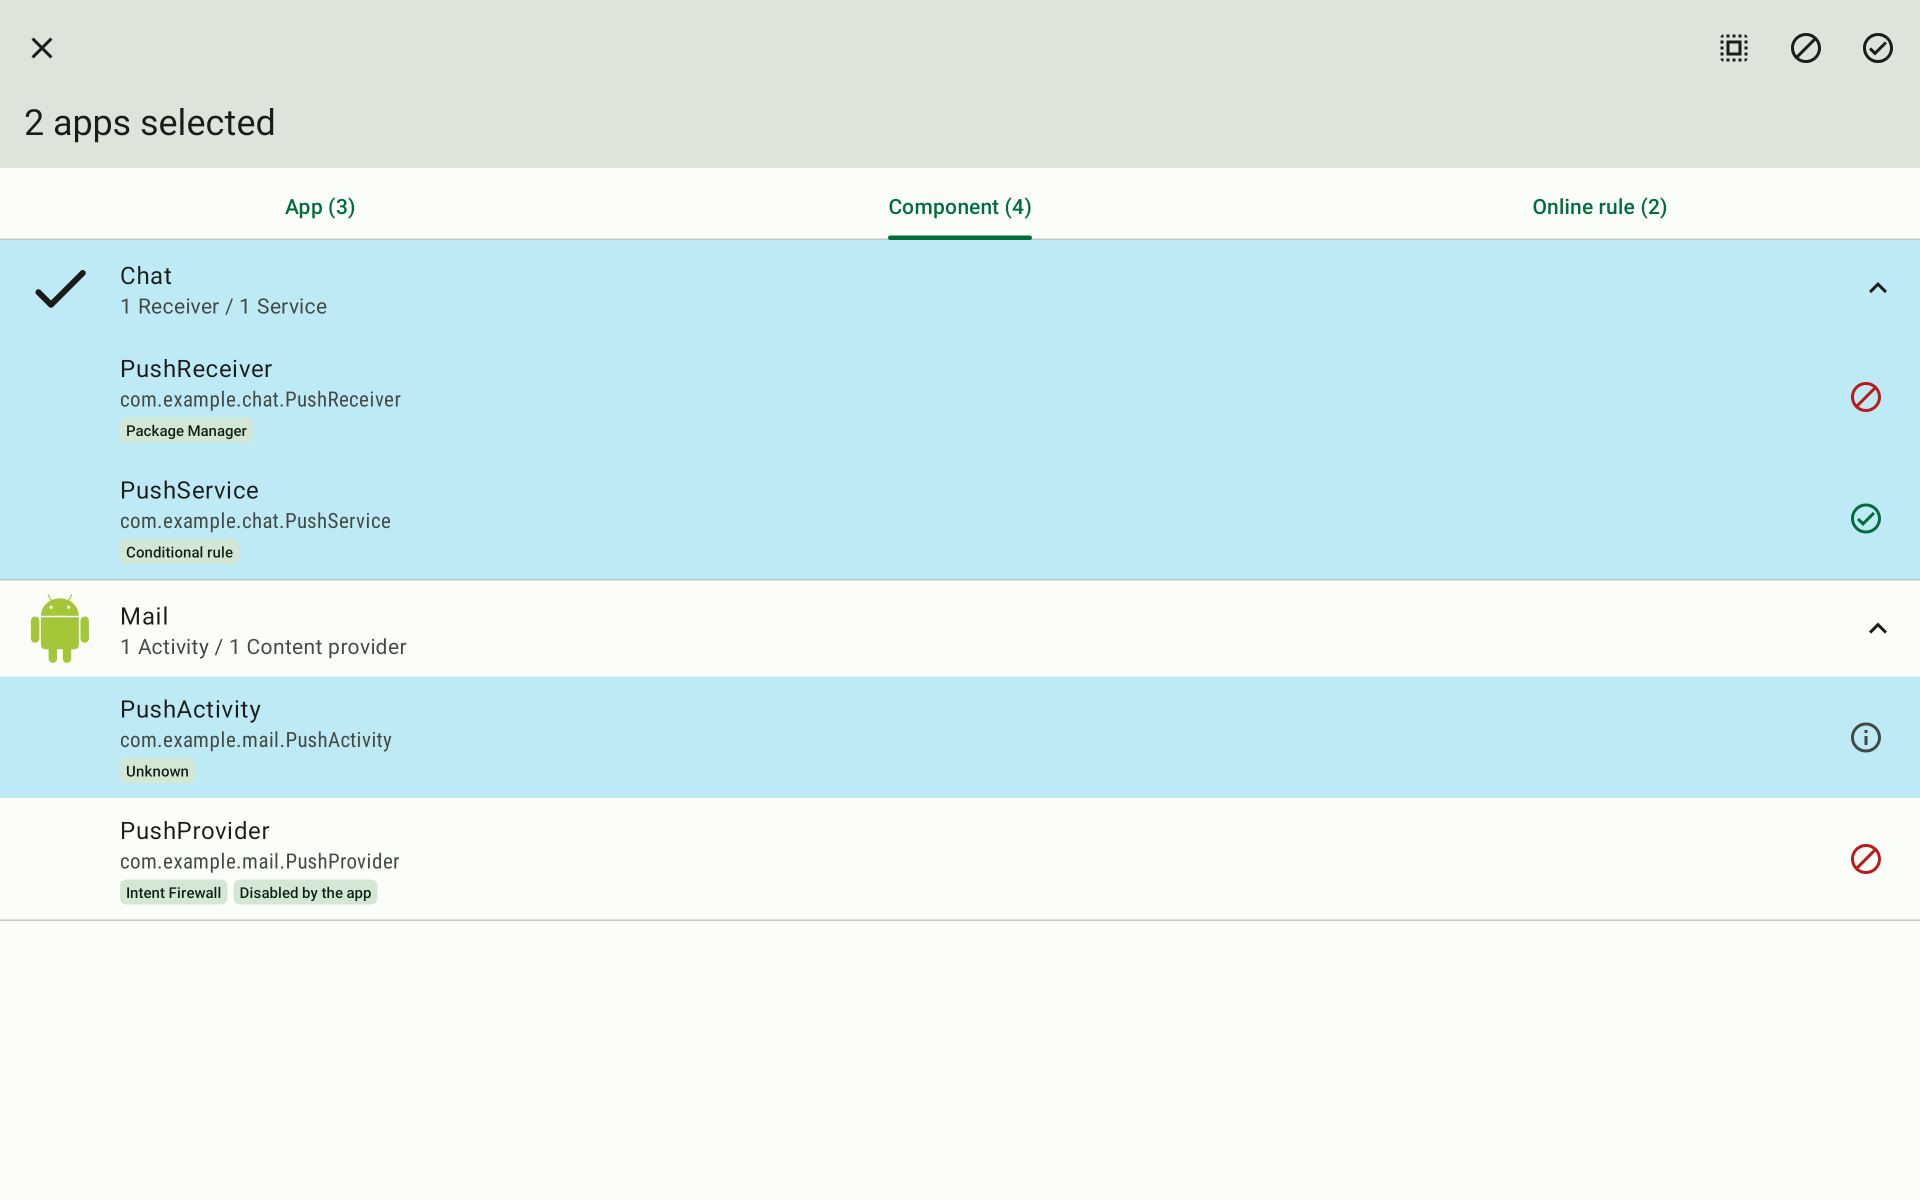 2 apps selected
App (3)
Component (4)
Online rule (2)
Chat
1 Receiver / 1 Service
PushReceiver
com.example.chat.PushReceiver
Package Manager
PushService
com.example.chat.PushService
Conditional rule
Mail
1 Activity / 1 Content provider
PushActivity
com.example.mail.PushActivity
Unknown
PushProvider
com.example.mail.PushProvider
Intent Firewall Disabled by the app